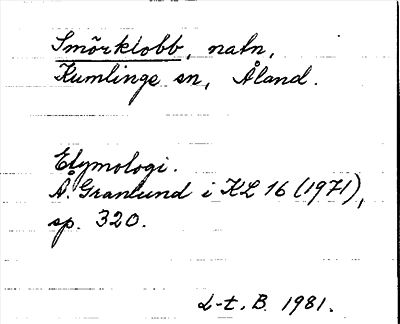 Smörklobb, natn,
Kumlinge sn, Åland.
Etymologi.
Å. Granlund i KL 16 (1971),
sp. 320.
L-t. B. 1981.